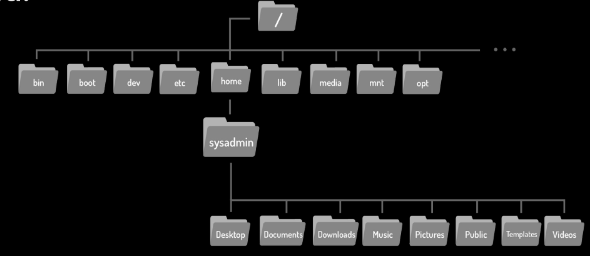 /
bin boot dev etc home lib media mnt opt ...
sysadmin
Desktop Documents Downloads Music Pictures Public Templates Videos